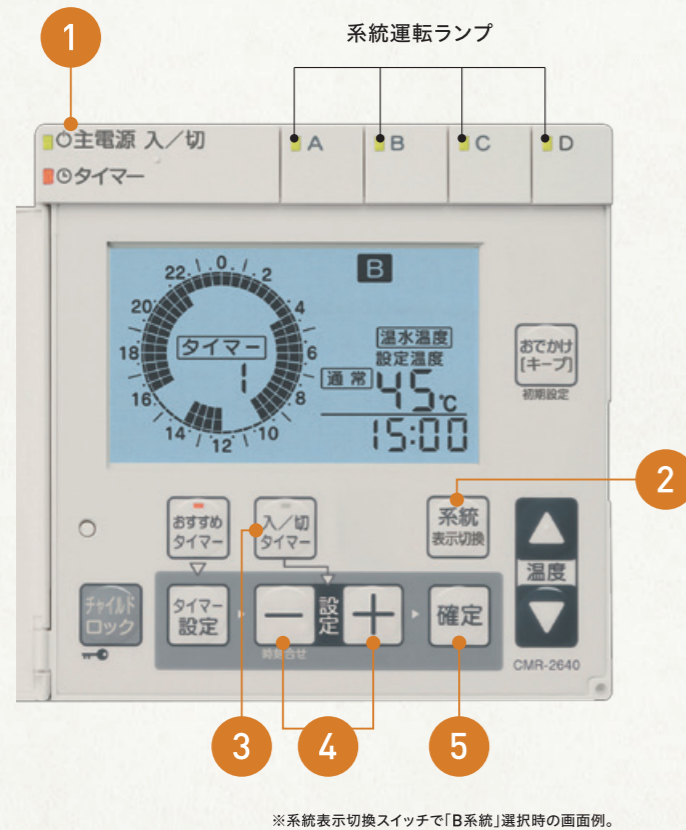 1
系統運転ランプ
主電源 入／切
A
B
C
D
タイマー
B
22
0
2
20
4
18
タイマー
6
1
16
8
14
12
10
温水温度
設定温度
通常
45℃
15:00
おでかけ
[キープ]
初期設定
2
おすすめ
タイマー
入／切
タイマー
系統
表示切換
3
温度
チャイルド
ロック
タイマー
設定
−
設定
＋
確定
時刻合せ
CMR-2640
3
4
5
※系統表示切換スイッチで「B系統」選択時の画面例。